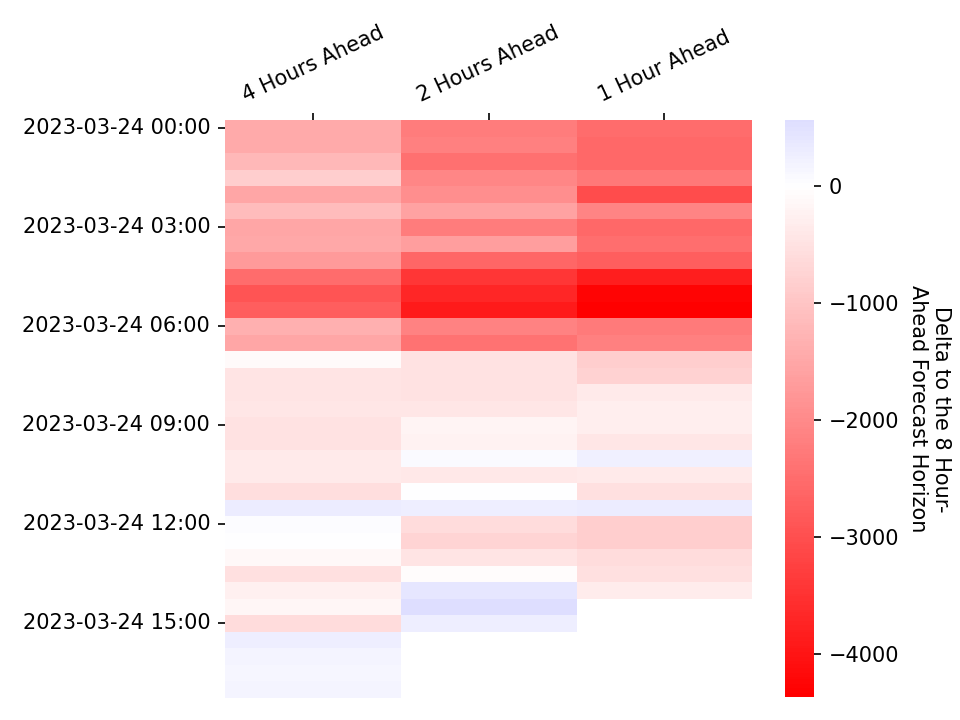 4 Hours Ahead
2 Hours Ahead
1 Hour Ahead
2023-03-24 00:00
2023-03-24 03:00
2023-03-24 06:00
2023-03-24 09:00
2023-03-24 12:00
2023-03-24 15:00
0
−1000
−2000
−3000
−4000
Delta to the 8 Hour-
Ahead Forecast Horizon